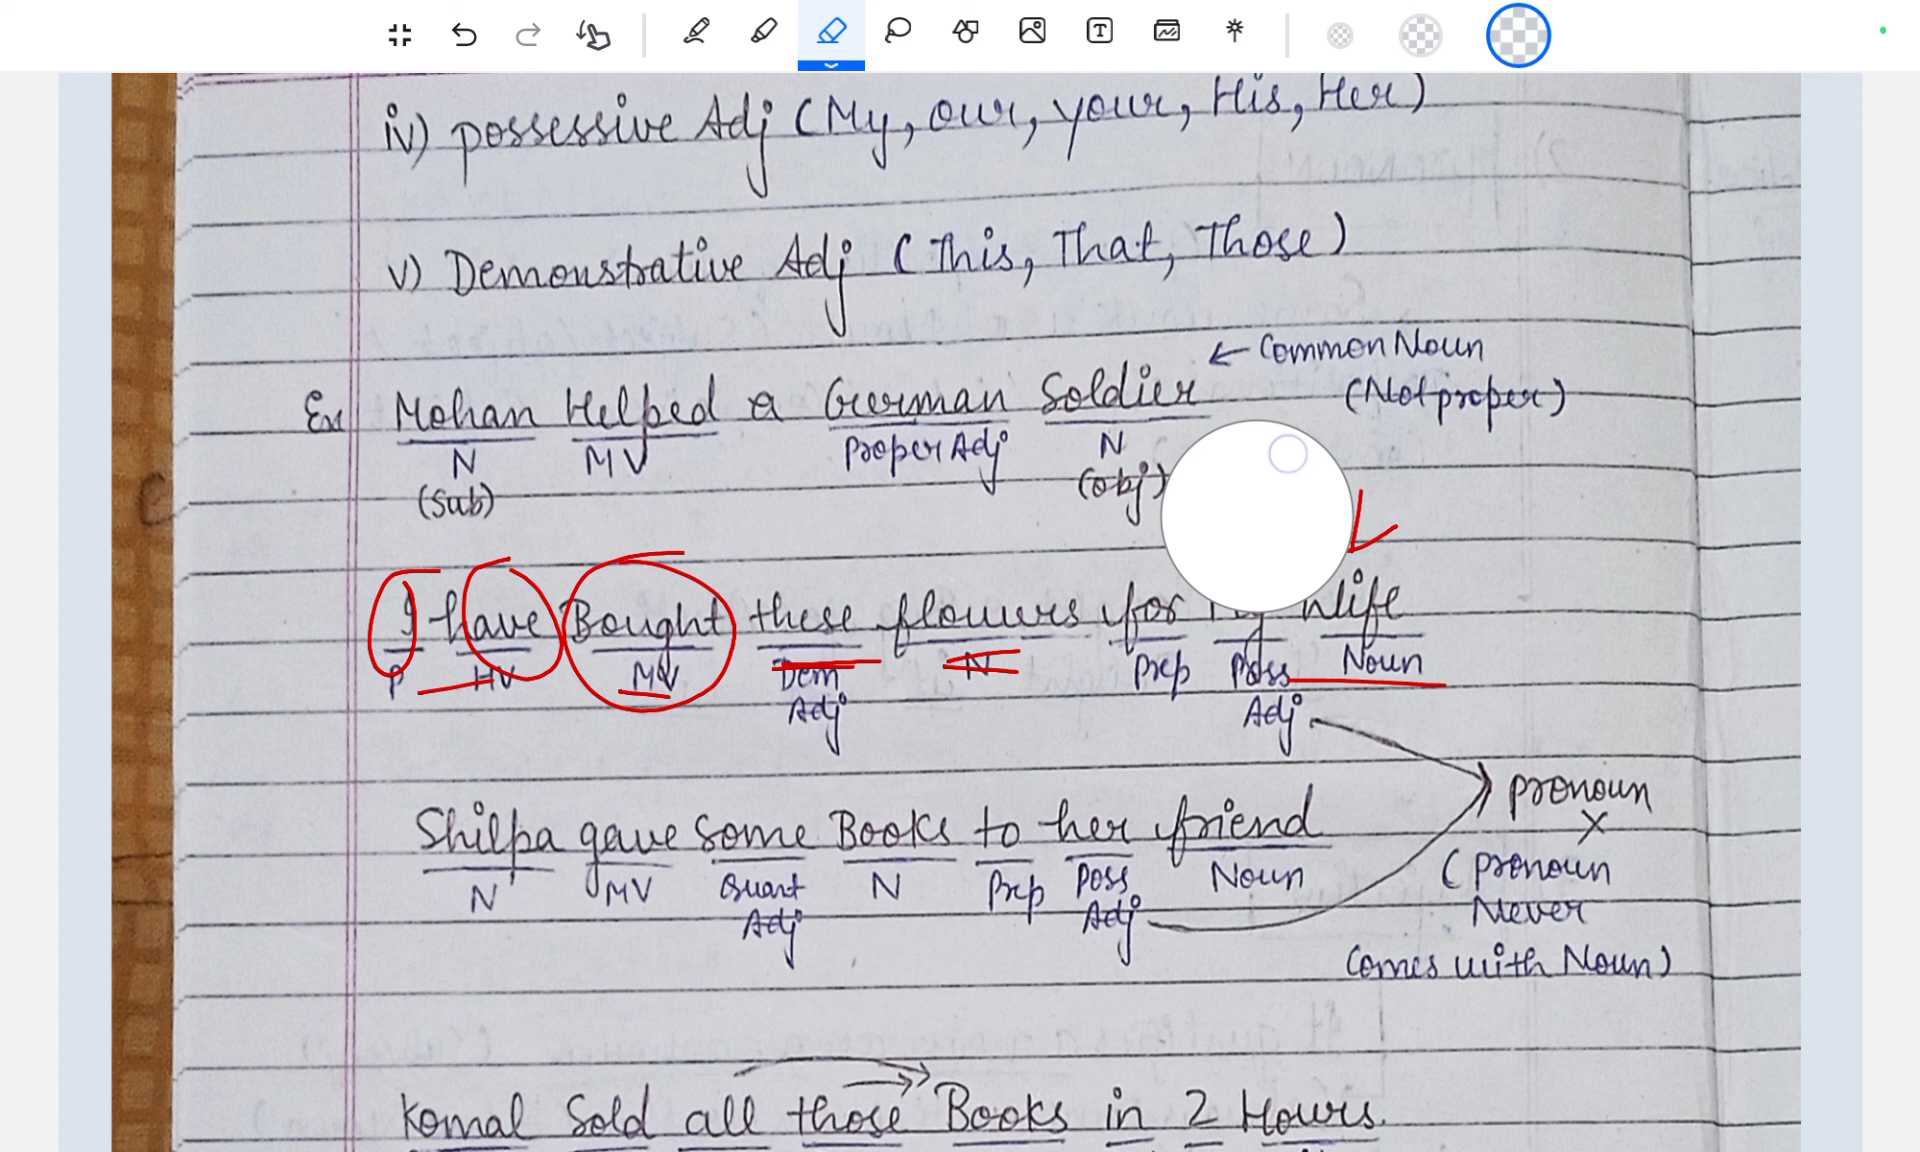 iv) possessive Adj (My, our, your, His, Her)
v) Demonstrative Adj (This, That, Those)
← Common Noun
Ex Mohan Helped a German Soldier (Not proper)
N MV Proper Adj N
(Sub) (obj)
I have Bought these flowers for My wife
P HV MV Dem N Prep Poss Noun
Adj Adj
pronoun
Shilpa gave some Books to her friend X
N MV Quant N Prep Poss Noun (pronoun
Adj Adj Never
Comes with Noun)
Komal Sold all those Books in 2 Hours.